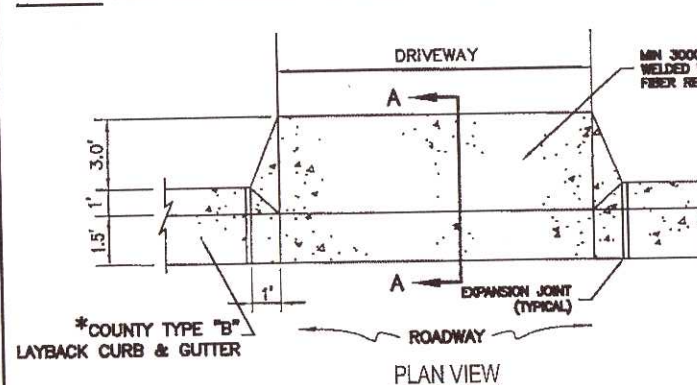 DRIVEWAY
MIN 3000
WELDED
FIBER RE
A
3.0'
1'
1.5'
A
1'
EXPANSION JOINT
(TYPICAL)
*COUNTY TYPE "B"
LAYBACK CURB & GUTTER
ROADWAY
PLAN VIEW